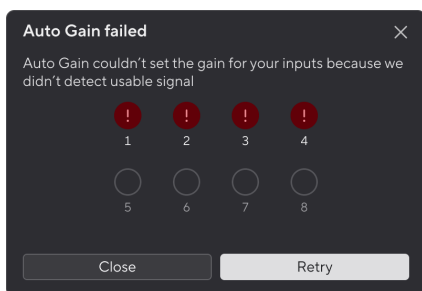 Auto Gain failed
Auto Gain couldn't set the gain for your inputs because we
didn't detect usable signal
! ! ! !
1 2 3 4
5 6 7 8
Close Retry